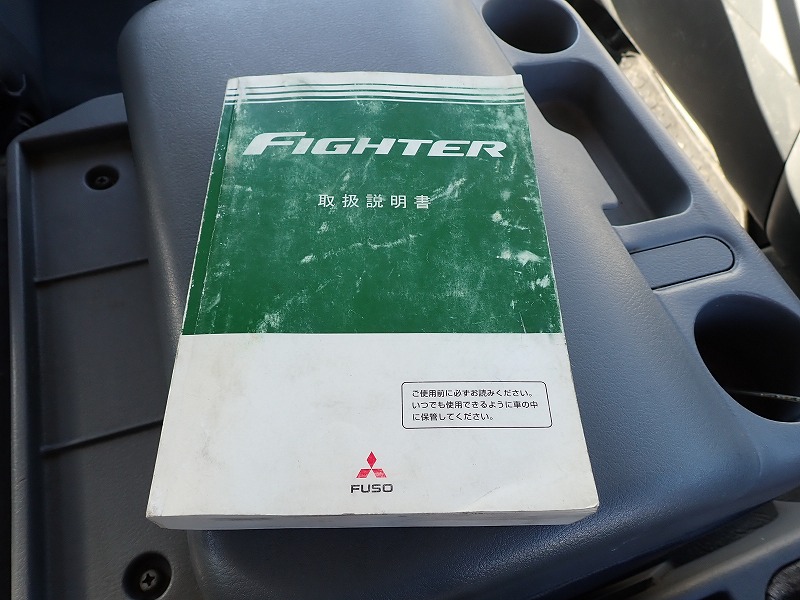 FIGHTER
取扱説明書
ご使用前に必ずお読みください。
いつでも使用できるように車の中
に保管してください。
FUSO